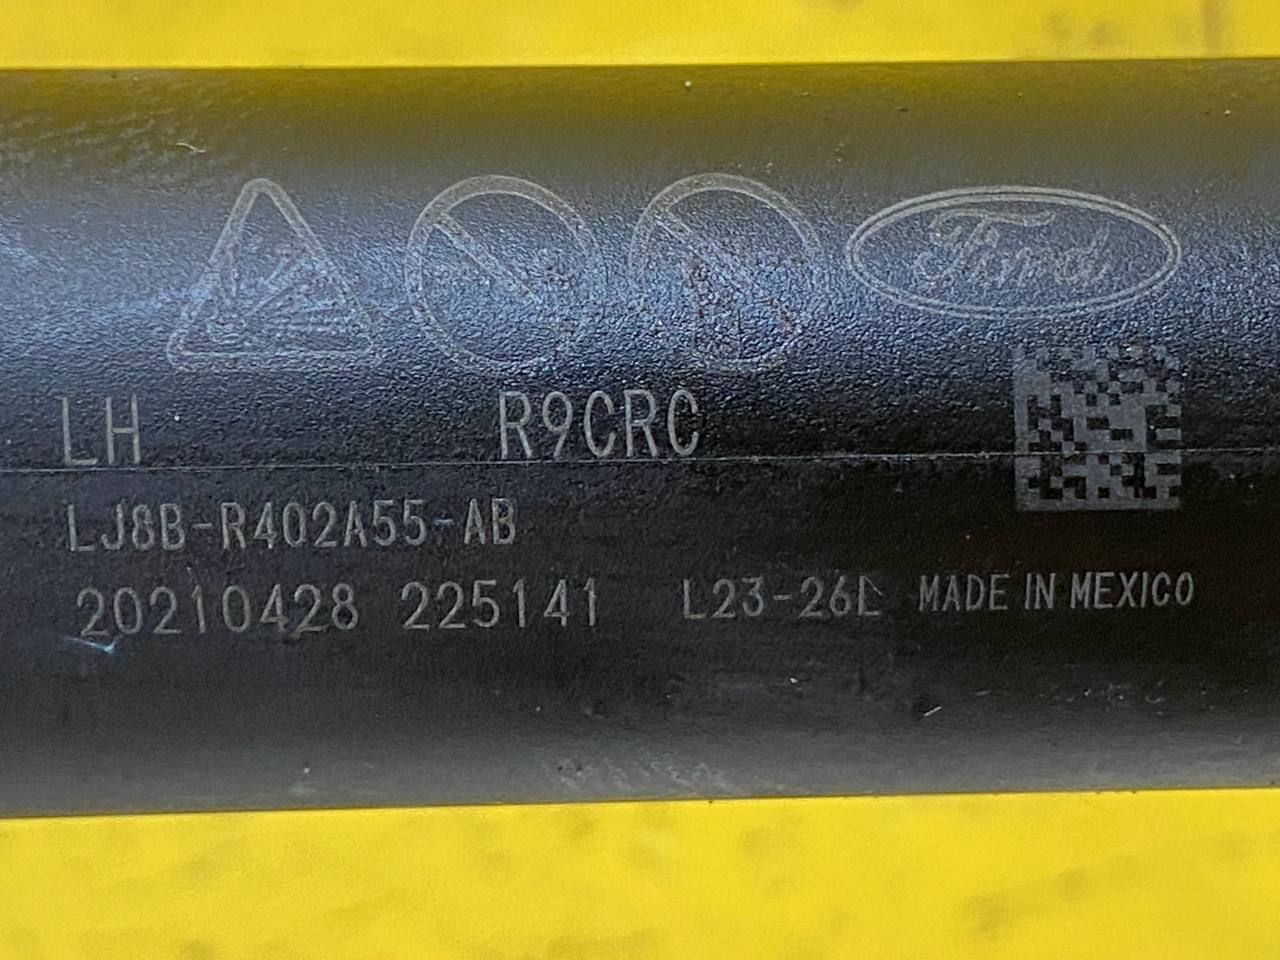 Ford
LH R9CRC
LJ8B-R402A55-AB
20210428 225141 L23-26D MADE IN MEXICO